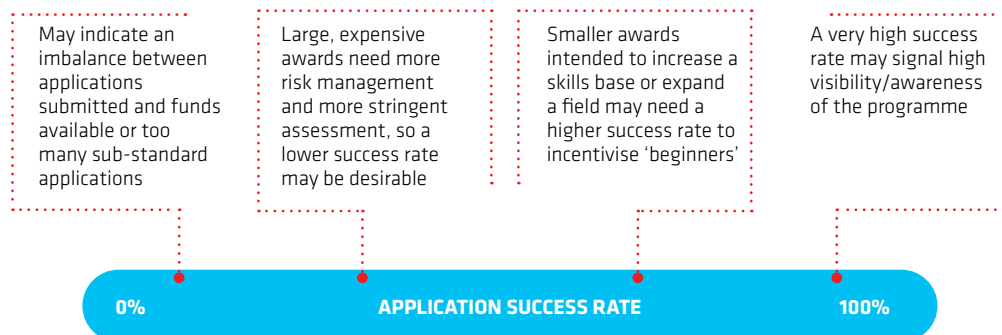 May indicate an
imbalance between
applications
submitted and funds
available or too
many sub-standard
applications
Large, expensive
awards need more
risk management
and more stringent
assessment, so a
lower success rate
may be desirable
Smaller awards
intended to increase a
skills base or expand
a field may need a
higher success rate to
incentivise ‘beginners’
A very high success
rate may signal high
visibility/awareness
of the programme
0% APPLICATION SUCCESS RATE 100%